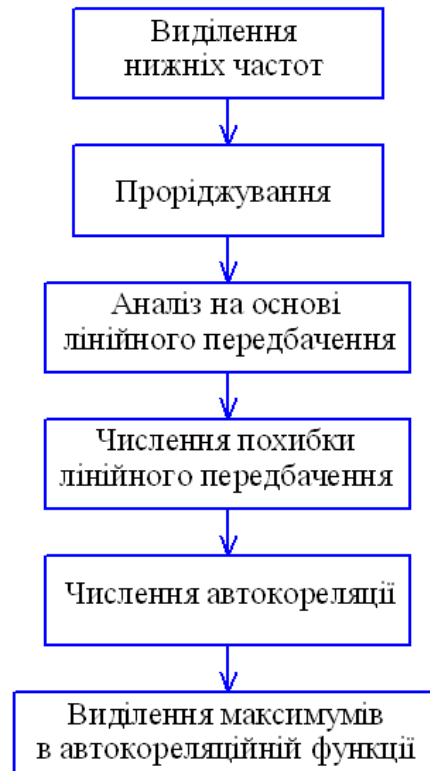 Виділення
нижніх частот
Проріджування
Аналіз на основі
лінійного передбачення
Числення похибки
лінійного передбачення
Числення автокореляції
Виділення максимумів
в автокореляційній функції